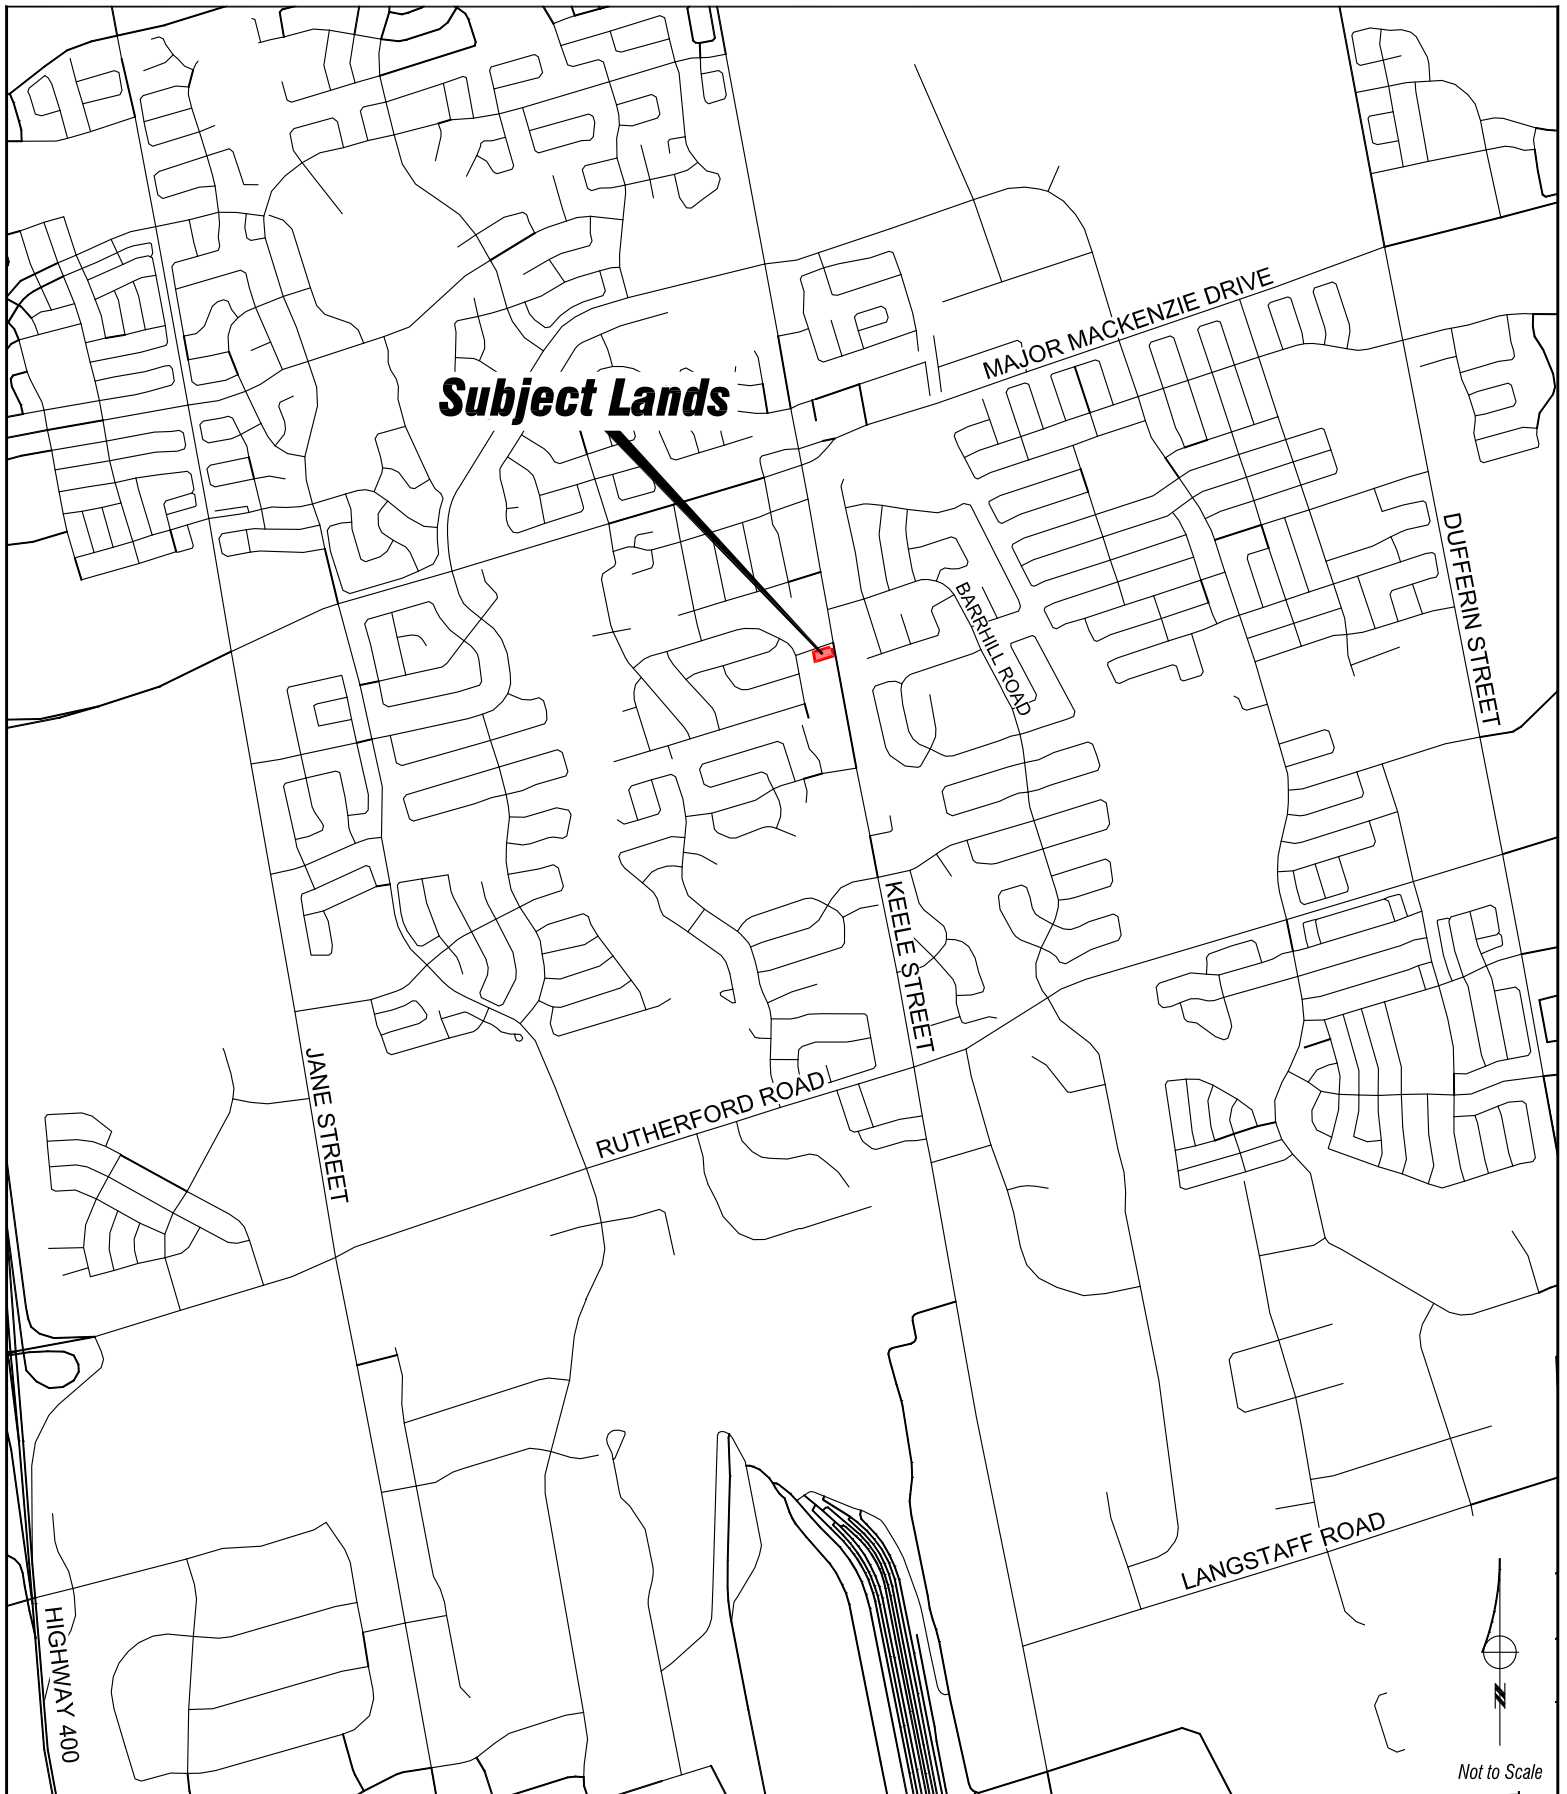 MAJOR MACKENZIE DRIVE
Subject Lands
DUFFERIN STREET
BARRHILL ROAD
KEELE STREET
JANE STREET
RUTHERFORD ROAD
LANGSTAFF ROAD
HIGHWAY 400
N
Not to Scale